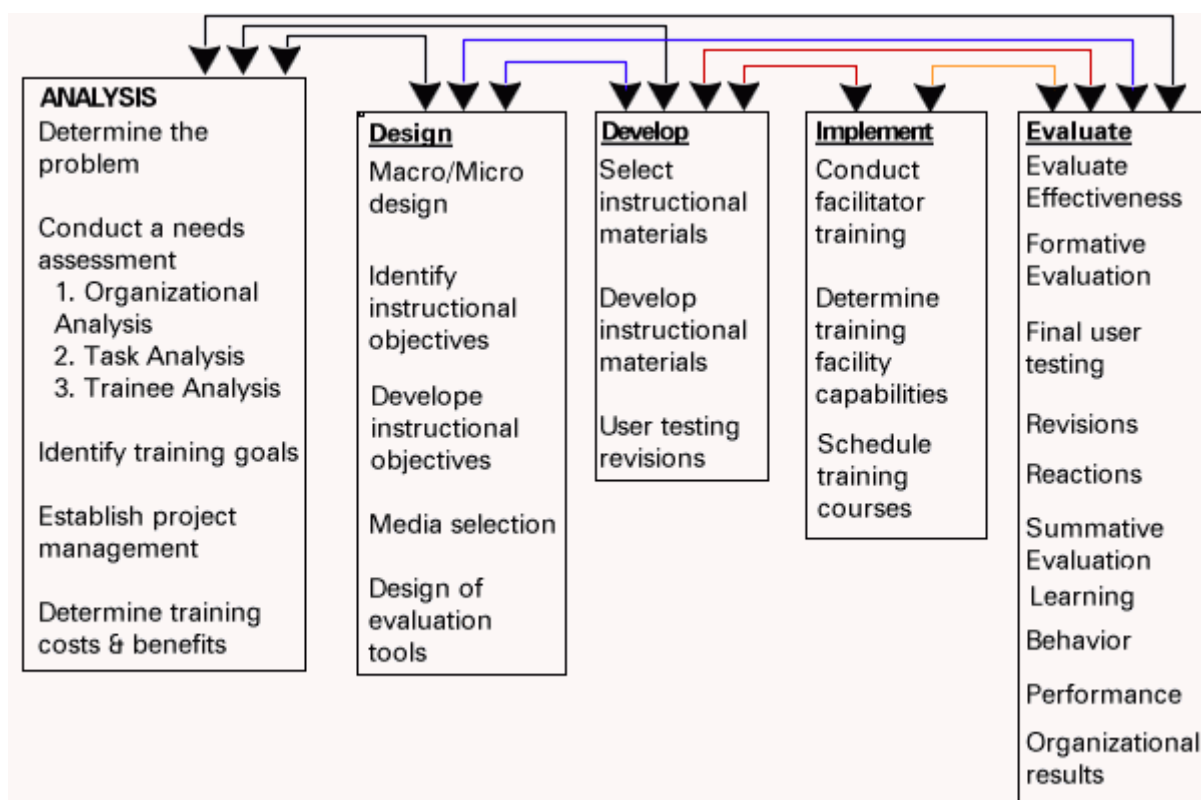 ANALYSIS
Determine the
problem
Conduct a needs
assessment
1. Organizational
Analysis
2. Task Analysis
3. Trainee Analysis
Identify training goals
Establish project
management
Determine training
costs & benefits
Design
Macro/Micro
design
Identify
instructional
objectives
Develope
instructional
objectives
Media selection
Design of
evaluation
tools
Develop
Select
instructional
materials
Develop
instructional
materials
User testing
revisions
Implement
Conduct
facilitator
training
Determine
training
facility
capabilities
Schedule
training
courses
Evaluate
Evaluate
Effectiveness
Formative
Evaluation
Final user
testing
Revisions
Reactions
Summative
Evaluation
Learning
Behavior
Performance
Organizational
results